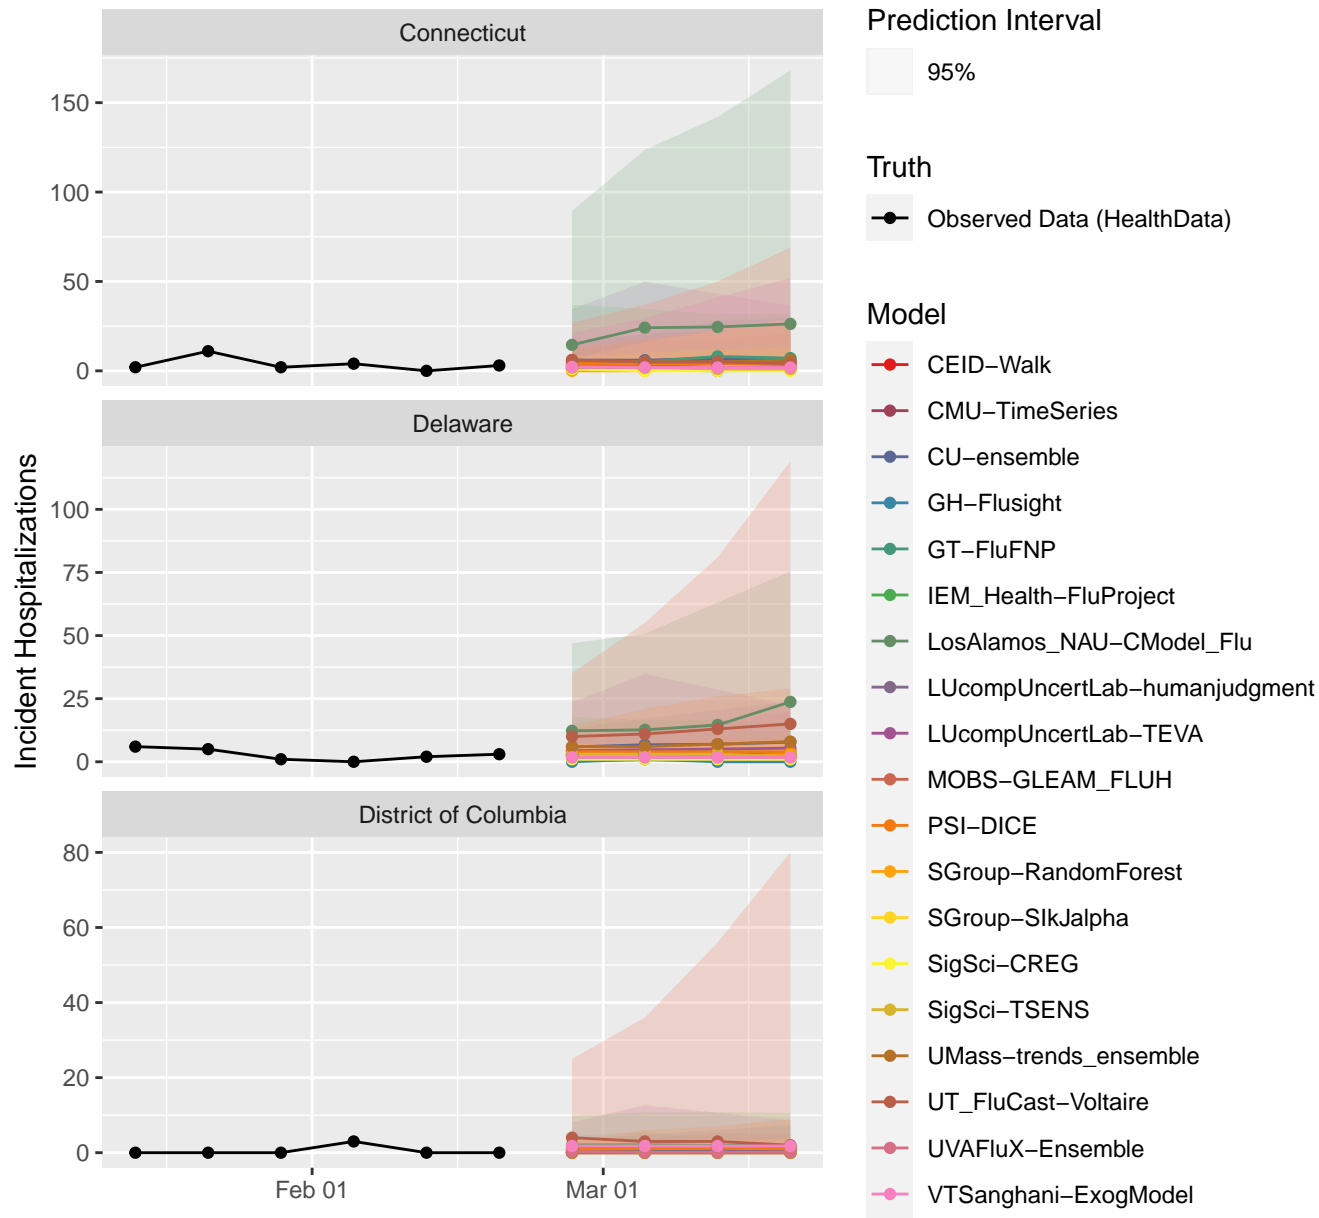 Connecticut
150
100
50
0
Delaware
100
75
50
25
0
District of Columbia
80
60
40
20
0
Feb 01
Mar 01
Incident Hospitalizations
Prediction Interval
95%
Truth
Observed Data (HealthData)
Model
CEID−Walk
CMU−TimeSeries
CU−ensemble
GH−Flusight
GT−FluFNP
IEM_Health−FluProject
LosAlamos_NAU−CModel_Flu
LUcompUncertLab−humanjudgment
LUcompUncertLab−TEVA
MOBS−GLEAM_FLUH
PSI−DICE
SGroup−RandomForest
SGroup−SIkJalpha
SigSci−CREG
SigSci−TSENS
UMass−trends_ensemble
UT_FluCast−Voltaire
UVAFluX−Ensemble
VTSanghani−ExogModel